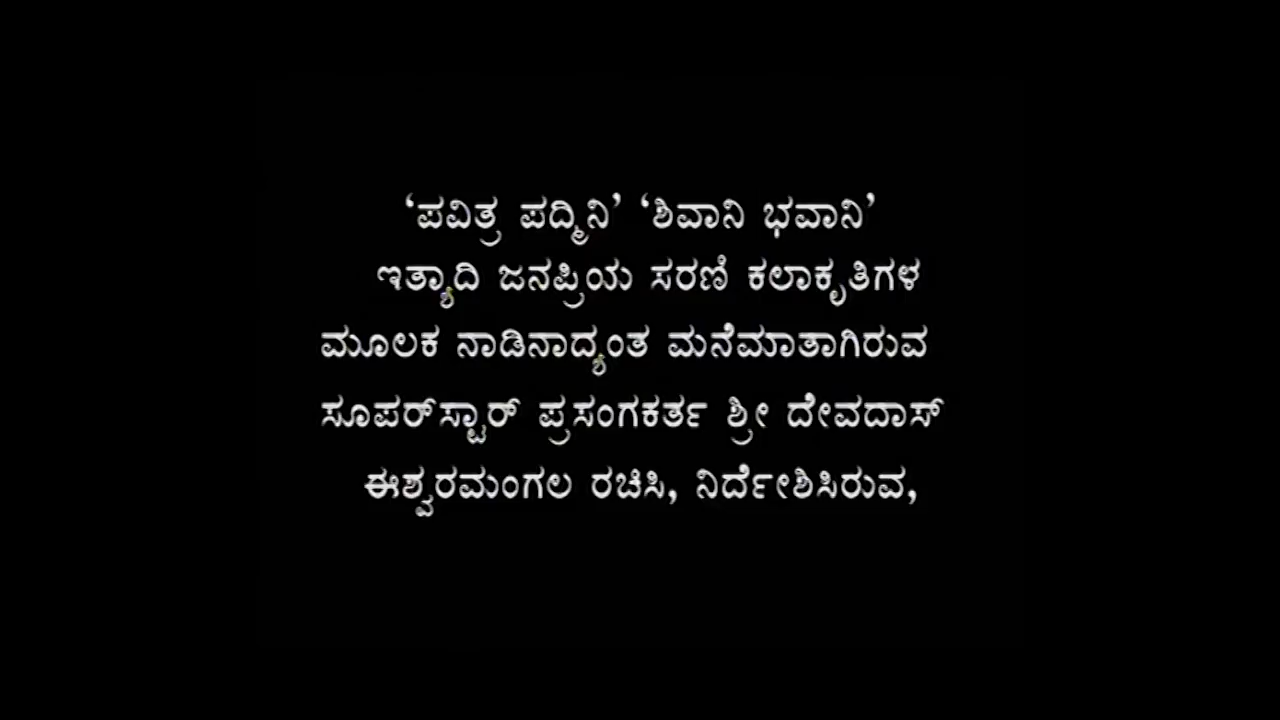 ‘ಪವಿತ್ರ ಪದ್ಮಿನಿ’ ‘ಶಿವಾನಿ ಭವಾನಿ’
ಇತ್ಯಾದಿ ಜನಪ್ರಿಯ ಸರಣಿ ಕಲಾಕೃತಿಗಳ
ಮೂಲಕ ನಾಡಿನಾದ್ಯಂತ ಮನೆಮಾತಾಗಿರುವ
ಸೂಪರ್‌ಸ್ಟಾರ್ ಪ್ರಸಂಗಕರ್ತ ಶ್ರೀ ದೇವದಾಸ್
ಈಶ್ವರಮಂಗಲ ರಚಿಸಿ, ನಿರ್ದೇಶಿಸಿರುವ,